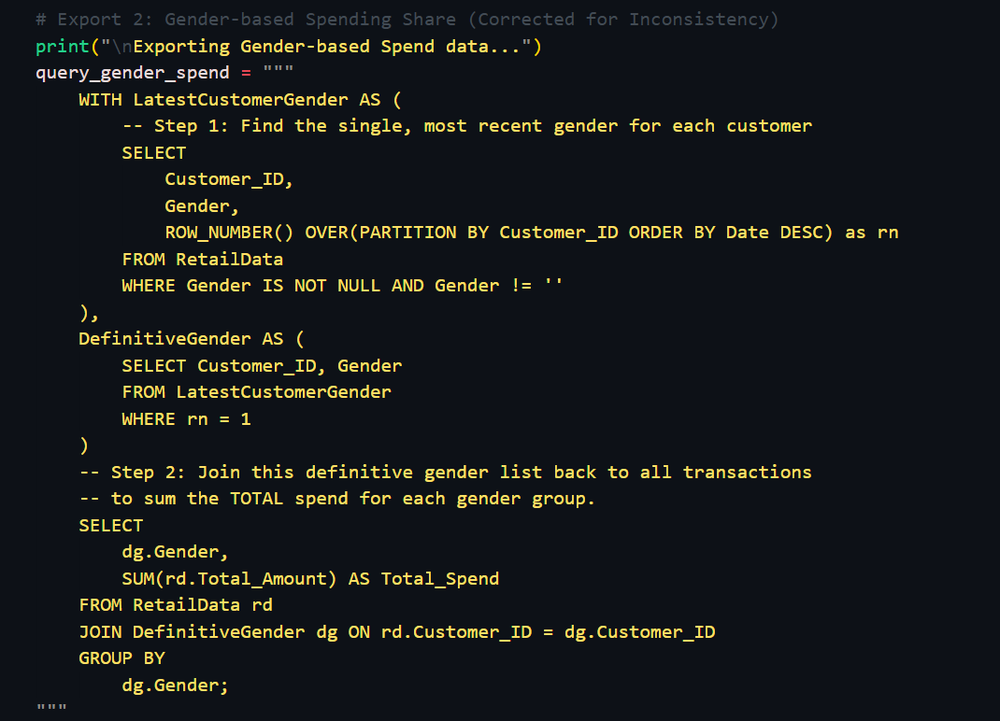 # Export 2: Gender-based Spending Share (Corrected for Inconsistency)
print("\nExporting Gender-based Spend data...")
query_gender_spend = """
WITH LatestCustomerGender AS (
-- Step 1: Find the single, most recent gender for each customer
SELECT
Customer_ID,
Gender,
ROW_NUMBER() OVER(PARTITION BY Customer_ID ORDER BY Date DESC) as rn
FROM RetailData
WHERE Gender IS NOT NULL AND Gender != ''
),
DefinitiveGender AS (
SELECT Customer_ID, Gender
FROM LatestCustomerGender
WHERE rn = 1
)
-- Step 2: Join this definitive gender list back to all transactions
-- to sum the TOTAL spend for each gender group.
SELECT
dg.Gender,
SUM(rd.Total_Amount) AS Total_Spend
FROM RetailData rd
JOIN DefinitiveGender dg ON rd.Customer_ID = dg.Customer_ID
GROUP BY
dg.Gender;
"""